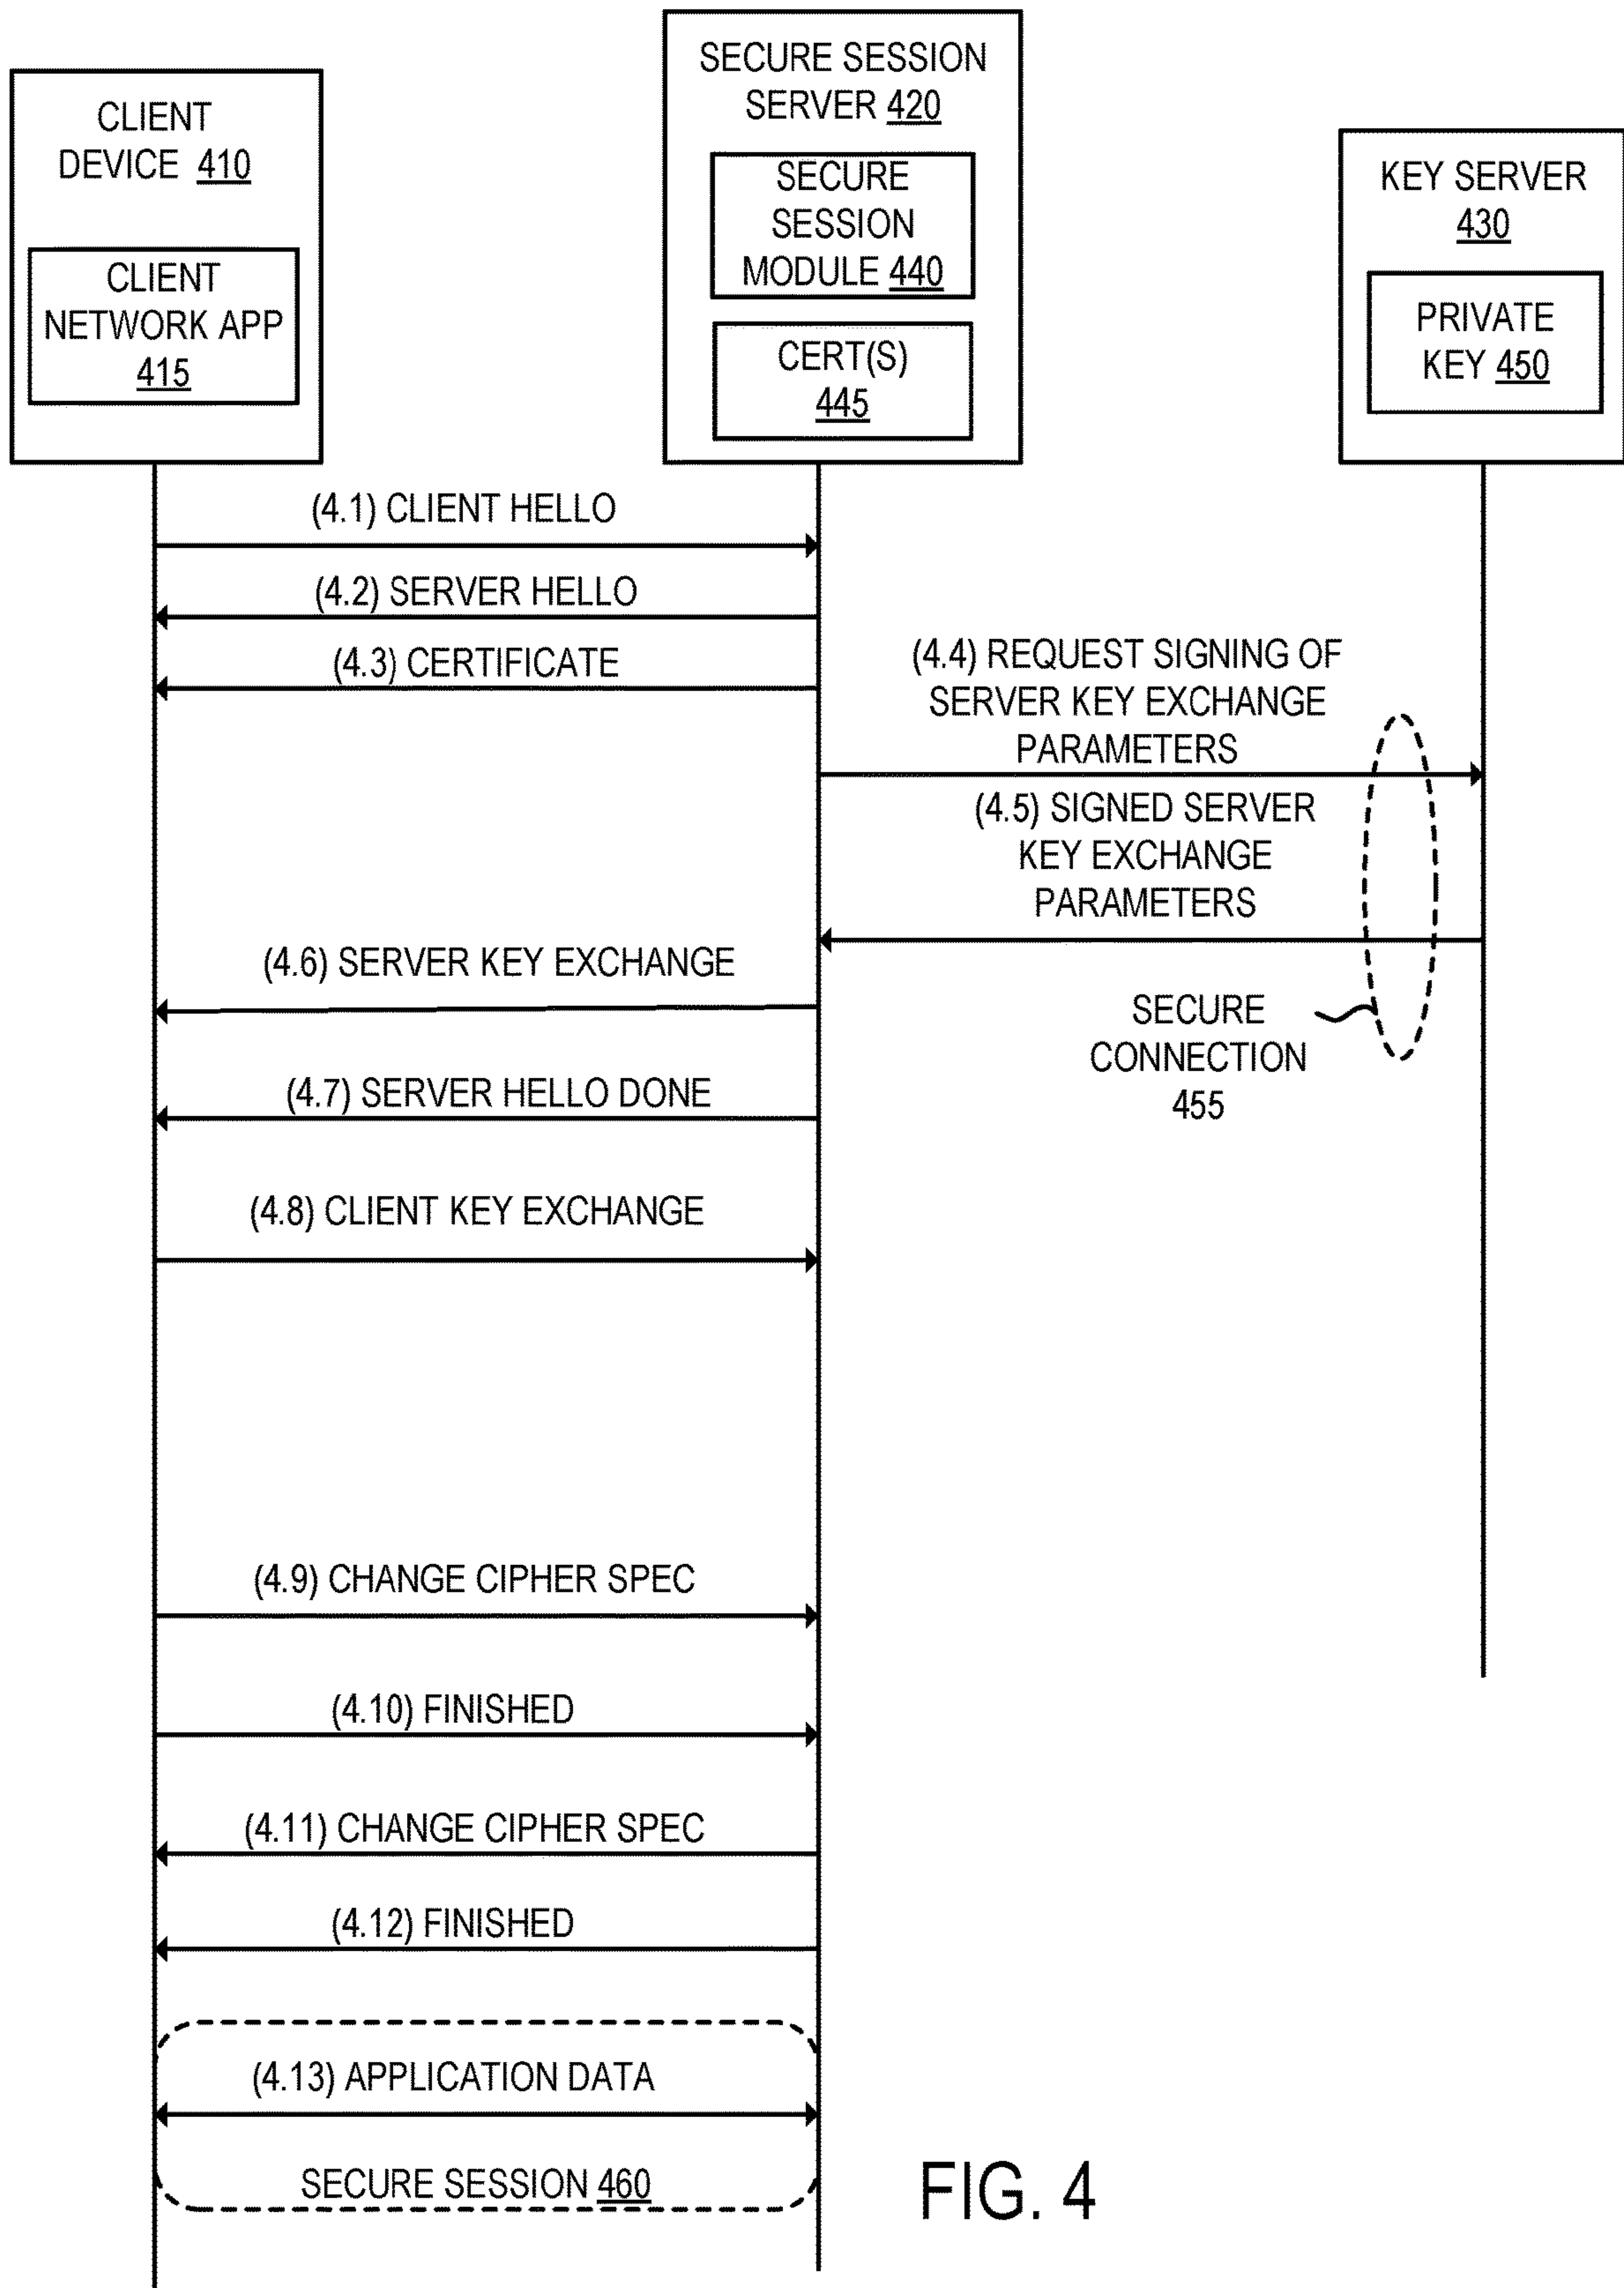 CLIENT
DEVICE 410
CLIENT
NETWORK APP
415
SECURE SESSION
SERVER 420
SECURE
SESSION
MODULE 440
CERT(S)
445
KEY SERVER
430
PRIVATE
KEY 450
(4.1) CLIENT HELLO
(4.2) SERVER HELLO
(4.3) CERTIFICATE
(4.4) REQUEST SIGNING OF
SERVER KEY EXCHANGE
PARAMETERS
(4.5) SIGNED SERVER
KEY EXCHANGE
PARAMETERS
(4.6) SERVER KEY EXCHANGE
SECURE
CONNECTION
455
(4.7) SERVER HELLO DONE
(4.8) CLIENT KEY EXCHANGE
(4.9) CHANGE CIPHER SPEC
(4.10) FINISHED
(4.11) CHANGE CIPHER SPEC
(4.12) FINISHED
(4.13) APPLICATION DATA
SECURE SESSION 460
FIG. 4